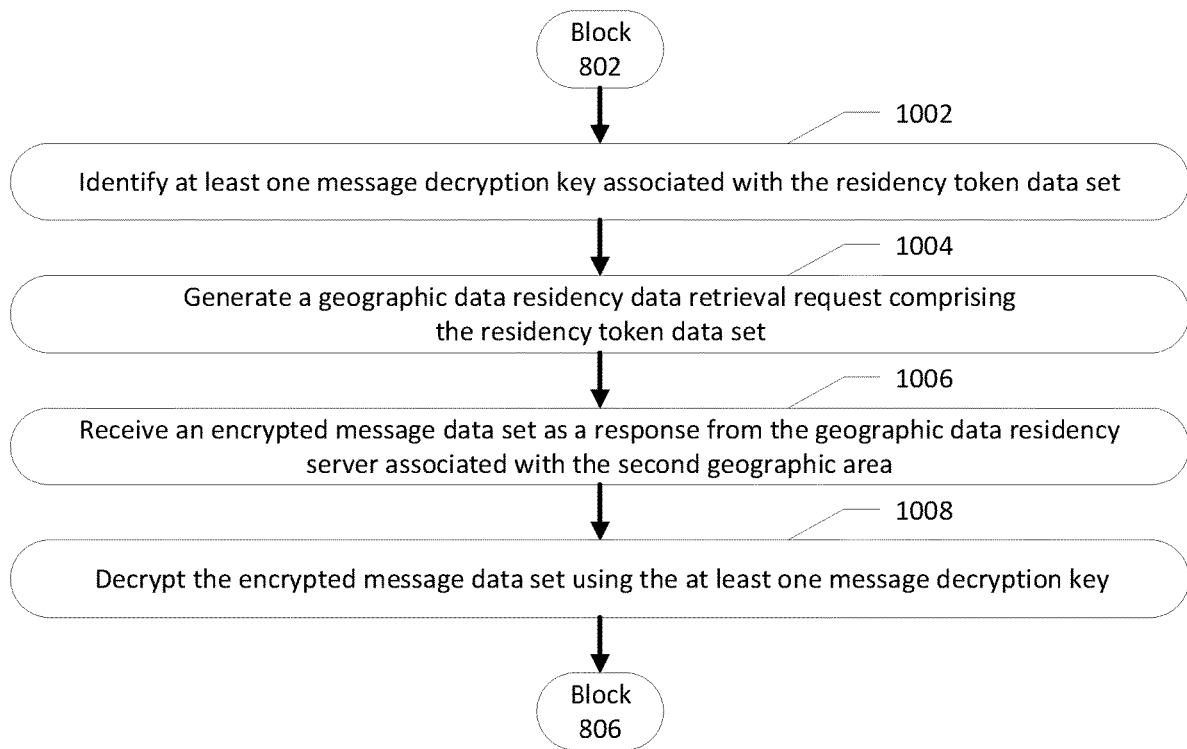 Block
802
1002
Identify at least one message decryption key associated with the residency token data set
1004
Generate a geographic data residency data retrieval request comprising
the residency token data set
1006
Receive an encrypted message data set as a response from the geographic data residency
server associated with the second geographic area
1008
Decrypt the encrypted message data set using the at least one message decryption key
Block
806